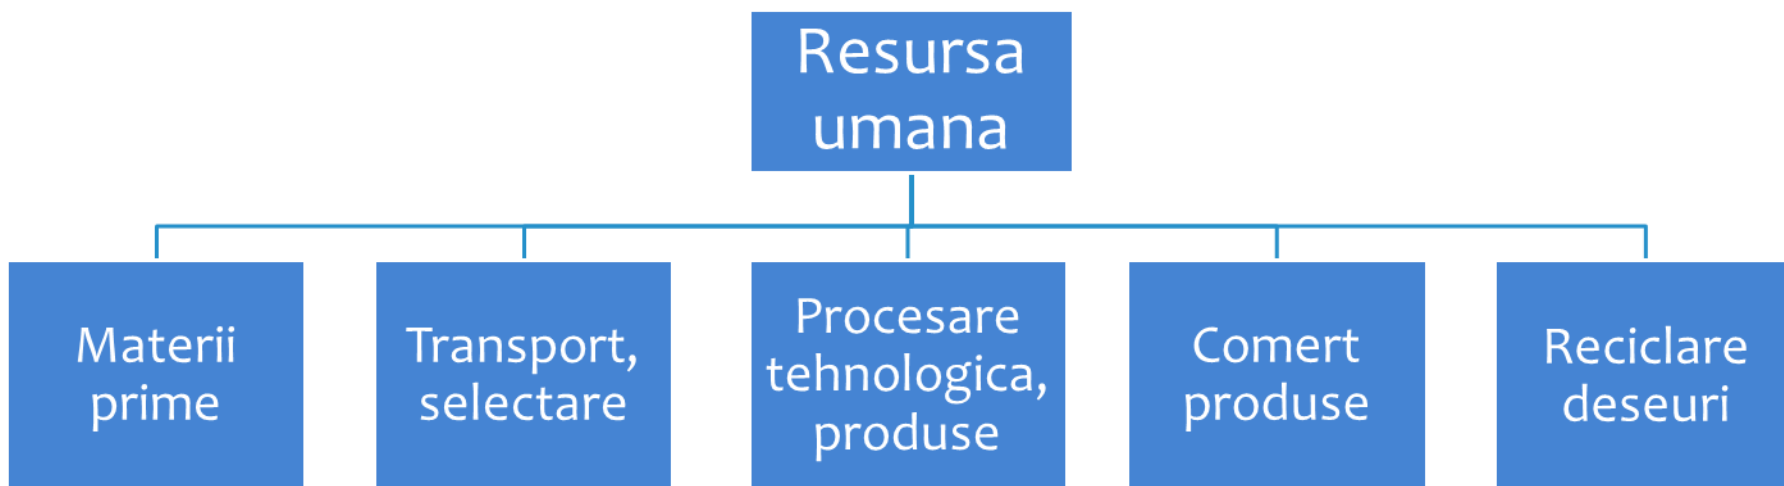 Resursa
umana
Materii
prime
Transport,
selectare
Procesare
tehnologica,
produse
Comert
produse
Reciclare
deseuri